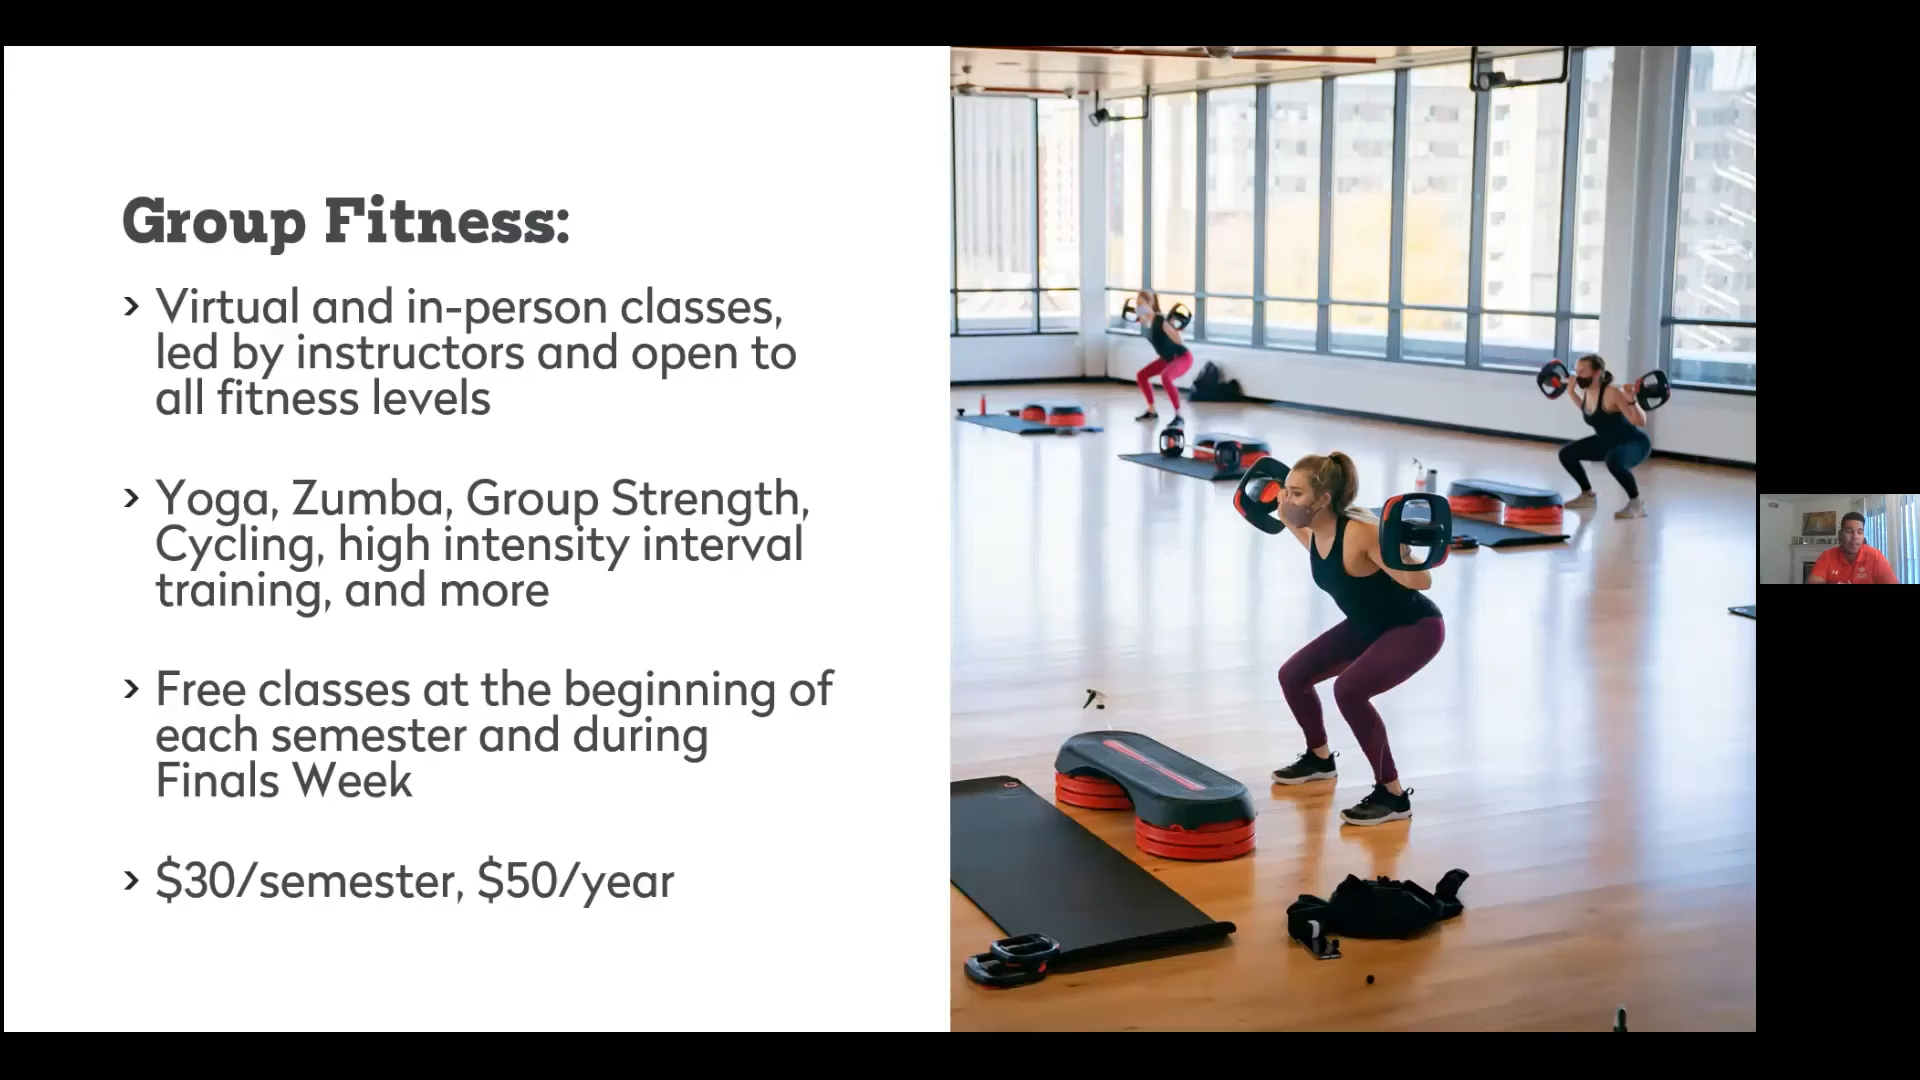 Group Fitness:
› Virtual and in-person classes,
led by instructors and open to
all fitness levels
› Yoga, Zumba, Group Strength,
Cycling, high intensity interval
training, and more
› Free classes at the beginning of
each semester and during
Finals Week
› $30/semester, $50/year